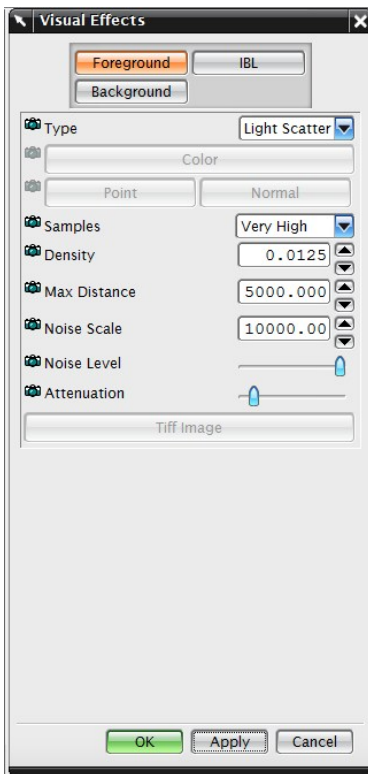 Visual Effects
Foreground IBL
Background
Type Light Scatter
Color
Point Normal
Samples Very High
Density 0.0125
Max Distance 5000.000
Noise Scale 10000.00
Noise Level
Attenuation
Tiff Image
OK Apply Cancel